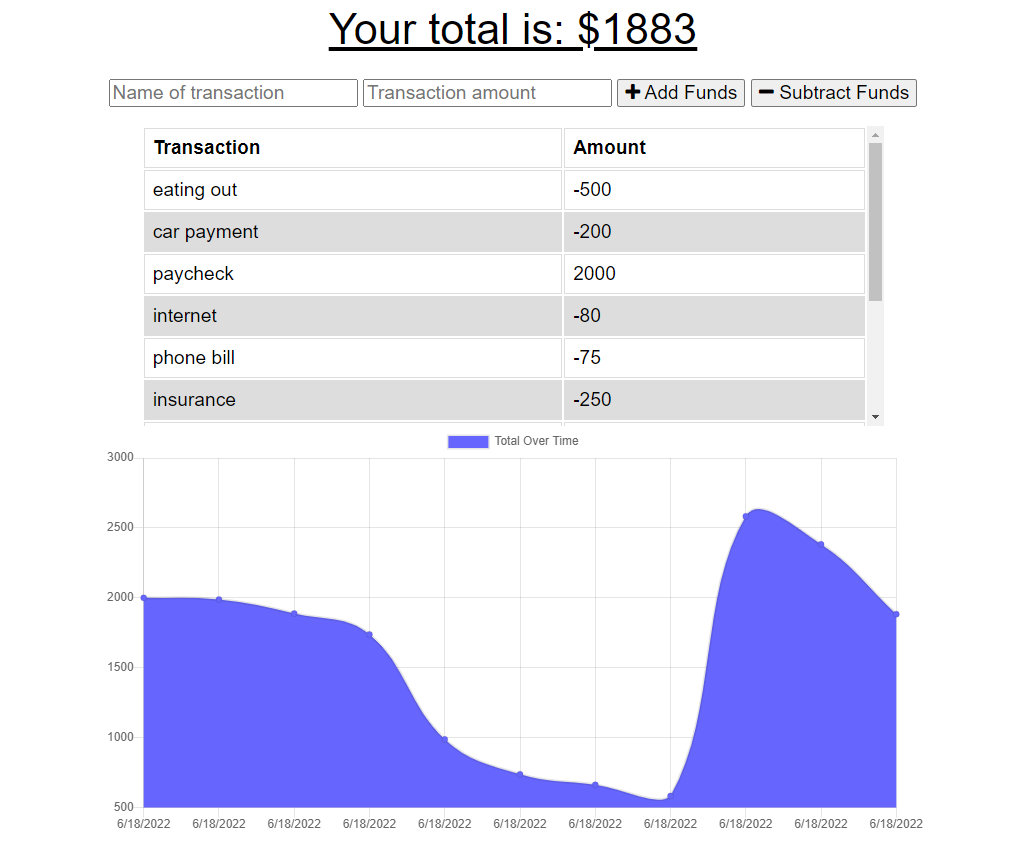 Your total is: $1883
Name of transaction Transaction amount Add Funds Subtract Funds
Transaction Amount
eating out -500
car payment -200
paycheck 2000
internet -80
phone bill -75
insurance -250
Total Over Time
3000
2500
2000
1500
1000
500
6/18/2022 6/18/2022 6/18/2022 6/18/2022 6/18/2022 6/18/2022 6/18/2022 6/18/2022 6/18/2022 6/18/2022 6/18/2022